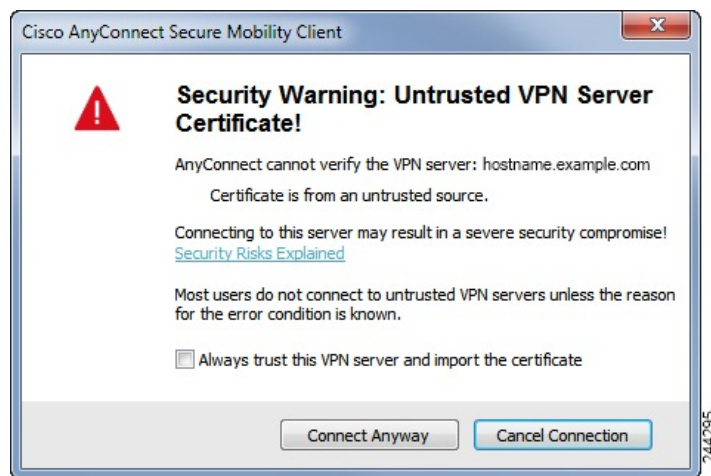 Cisco AnyConnect Secure Mobility Client
Security Warning: Untrusted VPN Server
Certificate!
AnyConnect cannot verify the VPN server: hostname.example.com
Certificate is from an untrusted source.
Connecting to this server may result in a severe security compromise!
Security Risks Explained
Most users do not connect to untrusted VPN servers unless the reason
for the error condition is known.
Always trust this VPN server and import the certificate
Connect Anyway
Cancel Connection
244295